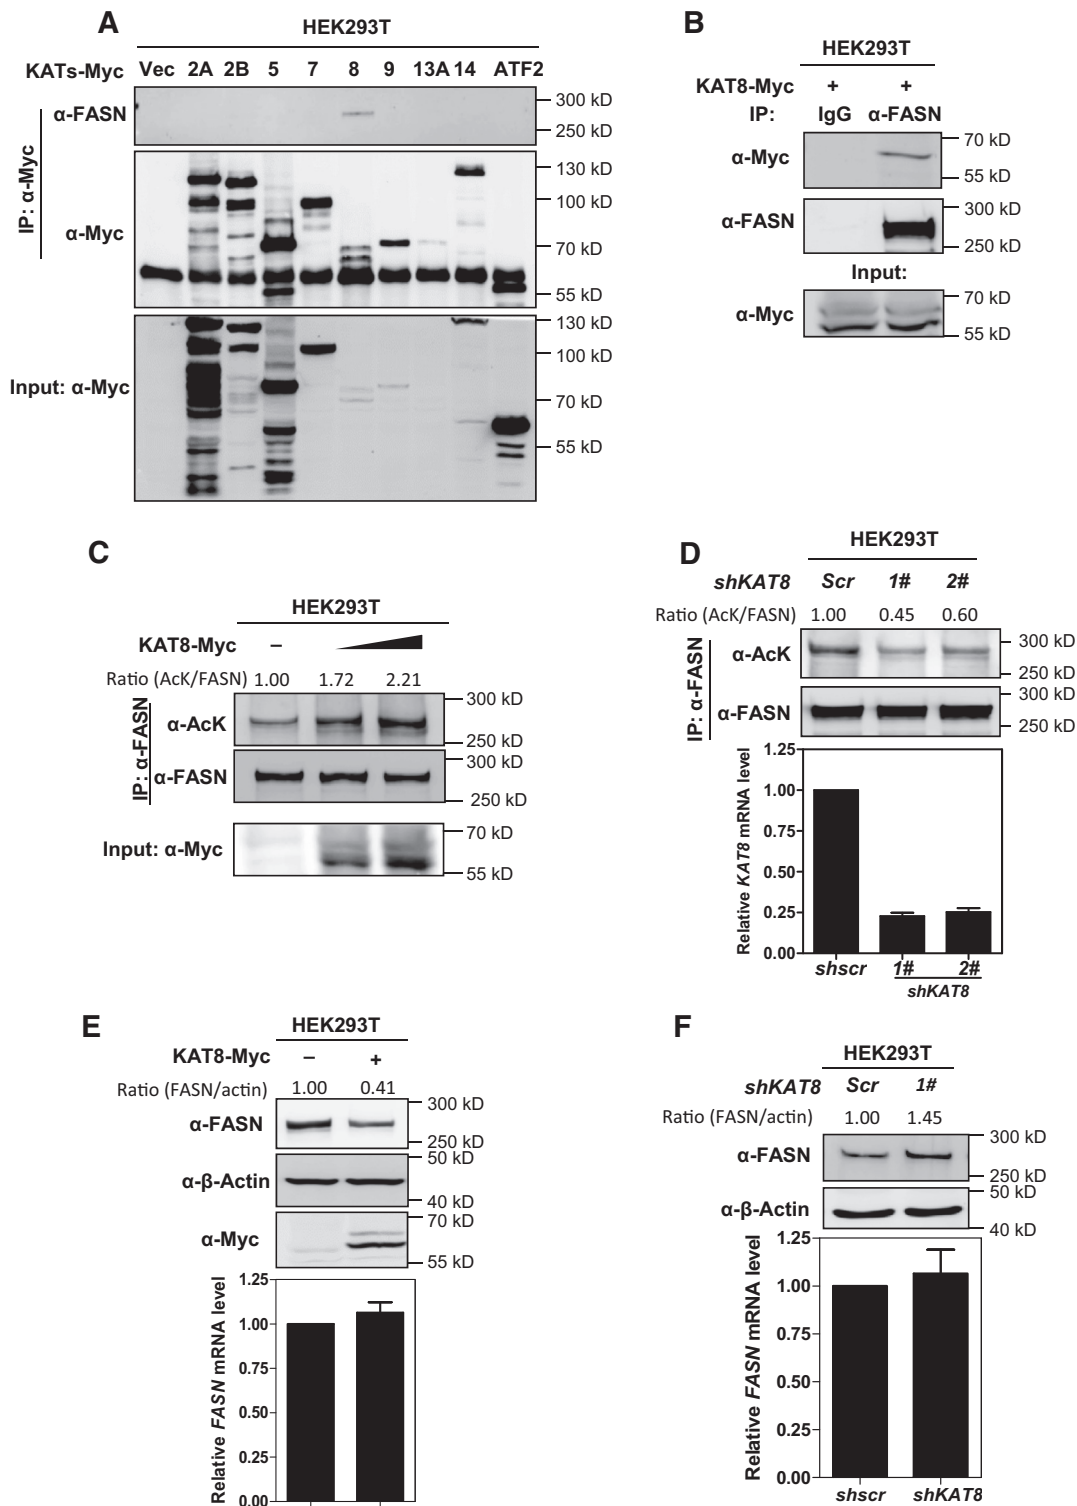 A
HEK293T
KATs-Myc Vec 2A 2B 5 7 8 9 13A 14 ATF2
IP: α-Myc
α-FASN
300 kD
250 kD
α-Myc
130 kD
100 kD
70 kD
55 kD
Input: α-Myc
130 kD
100 kD
70 kD
55 kD
B
HEK293T
KAT8-Myc + +
IP: IgG α-FASN
α-Myc
70 kD
55 kD
α-FASN
300 kD
250 kD
Input:
α-Myc
70 kD
55 kD
C
HEK293T
KAT8-Myc –
Ratio (AcK/FASN) 1.00 1.72 2.21
IP: α-FASN
α-AcK
300 kD
250 kD
α-FASN
300 kD
250 kD
Input: α-Myc
70 kD
55 kD
D
HEK293T
shKAT8 Scr 1# 2#
Ratio (AcK/FASN) 1.00 0.45 0.60
IP: α-FASN
α-AcK
300 kD
250 kD
α-FASN
300 kD
250 kD
Relative KAT8 mRNA level
1.25
1.00
0.75
0.50
0.25
0.00
shscr 1# 2#
shKAT8
E
HEK293T
KAT8-Myc – +
Ratio (FASN/actin) 1.00 0.41
α-FASN
300 kD
250 kD
α-β-Actin
50 kD
40 kD
α-Myc
70 kD
55 kD
Relative FASN mRNA level
1.25
1.00
0.75
0.50
0.25
0.00
F
HEK293T
shKAT8 Scr 1#
Ratio (FASN/actin) 1.00 1.45
α-FASN
300 kD
250 kD
α-β-Actin
50 kD
40 kD
Relative FASN mRNA level
1.25
1.00
0.75
0.50
0.25
0.00
shscr shKAT8